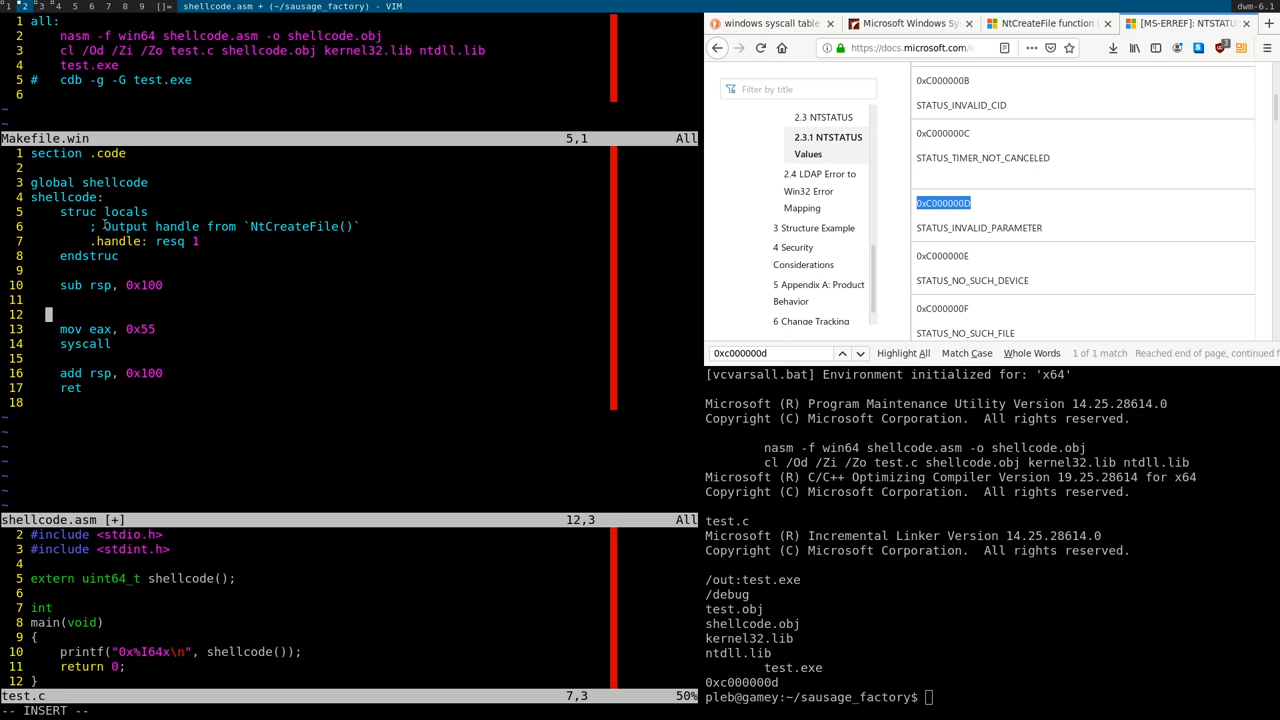 1 2 3 4 5 6 7 8 9 []= shellcode.asm + (~/sausage_factory) - VIM
dwm-6.1
1 all:
2     nasm -f win64 shellcode.asm -o shellcode.obj
3     cl /Od /Zi /Zo test.c shellcode.obj kernel32.lib ntdll.lib
4     test.exe
5 #   cdb -g -G test.exe
6
~
~
Makefile.win 5,1 All
1 section .code
2
3 global shellcode
4 shellcode:
5     struc locals
6         ; Output handle from `NtCreateFile()`
7         .handle: resq 1
8     endstruc
9
10     sub rsp, 0x100
11
12
13     mov eax, 0x55
14     syscall
15
16     add rsp, 0x100
17     ret
18
~
~
~
~
~
~
~
shellcode.asm [+] 12,3 All
2 #include <stdio.h>
3 #include <stdint.h>
4
5 extern uint64_t shellcode();
6
7 int
8 main(void)
9 {
10     printf("0x%I64x\n", shellcode());
11     return 0;
12 }
test.c 7,3 50%
-- INSERT --
windows syscall table
Microsoft Windows Sy
NtCreateFile function (
[MS-ERREF]: NTSTATUS
https://docs.microsoft.com/e
3
Filter by title
2.3 NTSTATUS
2.3.1 NTSTATUS
Values
2.4 LDAP Error to
Win32 Error
Mapping
3 Structure Example
4 Security
Considerations
5 Appendix A: Product
Behavior
6 Change Tracking
0xC000000B
STATUS_INVALID_CID
0xC000000C
STATUS_TIMER_NOT_CANCELED
0xC000000D
STATUS_INVALID_PARAMETER
0xC000000E
STATUS_NO_SUCH_DEVICE
0xC000000F
STATUS_NO_SUCH_FILE
0xc000000d Highlight All Match Case Whole Words 1 of 1 match Reached end of page, continued f
[vcvarsall.bat] Environment initialized for: 'x64'
Microsoft (R) Program Maintenance Utility Version 14.25.28614.0
Copyright (C) Microsoft Corporation.  All rights reserved.
nasm -f win64 shellcode.asm -o shellcode.obj
cl /Od /Zi /Zo test.c shellcode.obj kernel32.lib ntdll.lib
Microsoft (R) C/C++ Optimizing Compiler Version 19.25.28614 for x64
Copyright (C) Microsoft Corporation.  All rights reserved.
test.c
Microsoft (R) Incremental Linker Version 14.25.28614.0
Copyright (C) Microsoft Corporation.  All rights reserved.
/out:test.exe
/debug
test.obj
shellcode.obj
kernel32.lib
ntdll.lib
test.exe
0xc000000d
pleb@gamey:~/sausage_factory$